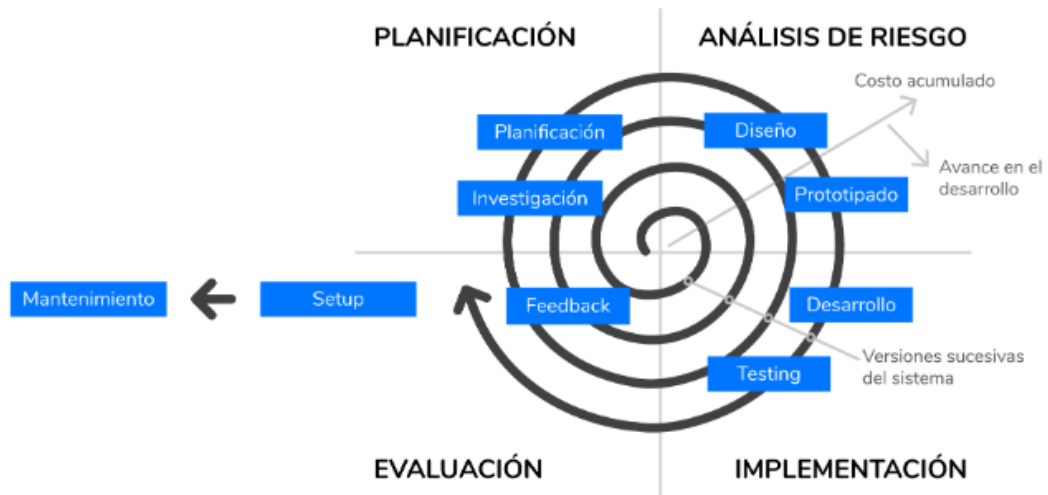 PLANIFICACIÓN
ANÁLISIS DE RIESGO
Costo acumulado
Planificación
Diseño
Avance en el
desarrollo
Investigación
Prototipado
Mantenimiento
Setup
Feedback
Desarrollo
Versiones sucesivas
del sistema
Testing
EVALUACIÓN
IMPLEMENTACIÓN